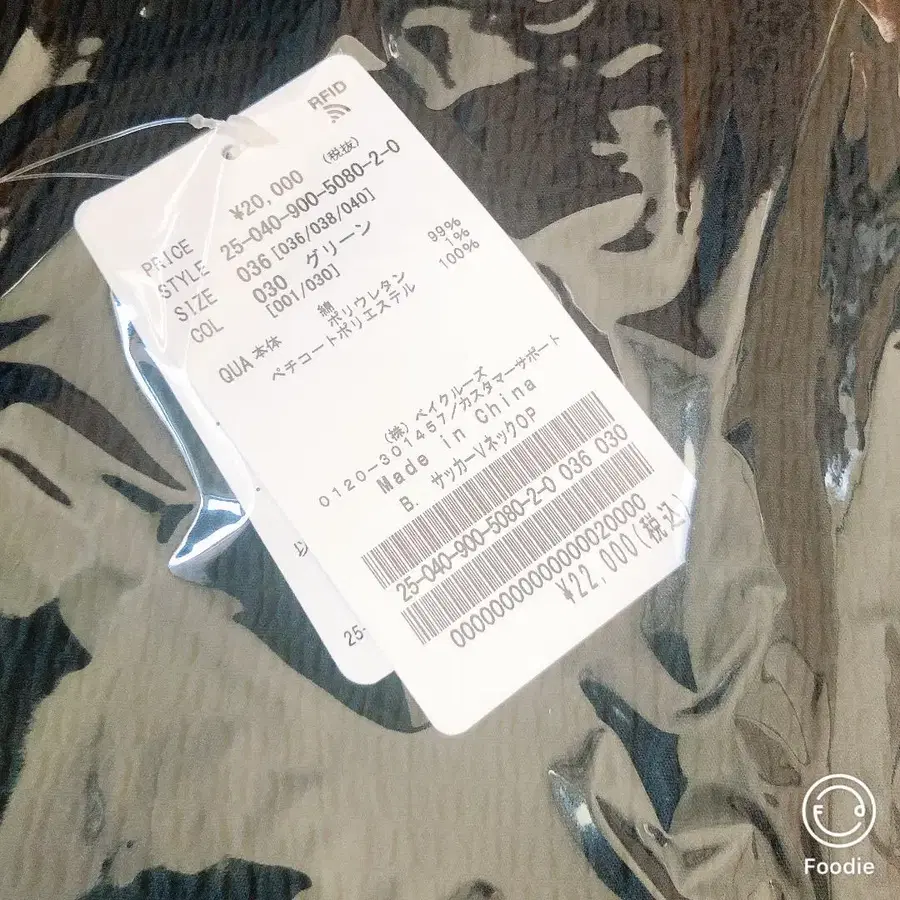 RFID
PRICE ¥20,000 (税抜)
STYLE 25-040-900-5080-2-0
SIZE 036 [036/038/040]
COL 030 グリーン
[001/030]
QUA 本体 綿 99%
ポリウレタン 1%
ペチコートポリエステル 100%
(株) ベイクルーズ
0120-301457/カスタマーサポート
Made in China
B. サッカーVネックOP
25-040-900-5080-2-0 036 030
¥22,000(税込)
25-
Foodie